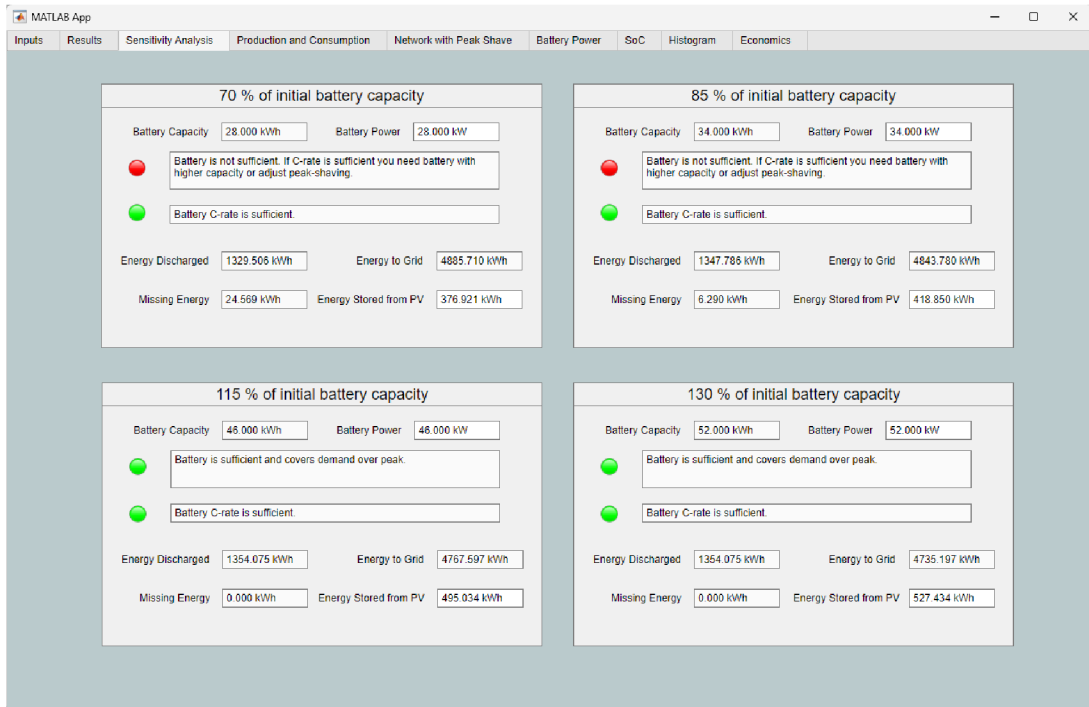 MATLAB App
Inputs Results Sensitivity Analysis Production and Consumption Network with Peak Shave Battery Power SoC Histogram Economics
70 % of initial battery capacity
Battery Capacity 28.000 kWh Battery Power 28.000 kW
Battery is not sufficient. If C-rate is sufficient you need battery with
higher capacity or adjust peak-shaving.
Battery C-rate is sufficient.
Energy Discharged 1329.506 kWh Energy to Grid 4885.710 kWh
Missing Energy 24.569 kWh Energy Stored from PV 376.921 kWh
85 % of initial battery capacity
Battery Capacity 34.000 kWh Battery Power 34.000 kW
Battery is not sufficient. If C-rate is sufficient you need battery with
higher capacity or adjust peak-shaving.
Battery C-rate is sufficient.
Energy Discharged 1347.786 kWh Energy to Grid 4843.780 kWh
Missing Energy 6.290 kWh Energy Stored from PV 418.850 kWh
115 % of initial battery capacity
Battery Capacity 46.000 kWh Battery Power 46.000 kW
Battery is sufficient and covers demand over peak.
Battery C-rate is sufficient.
Energy Discharged 1354.075 kWh Energy to Grid 4767.597 kWh
Missing Energy 0.000 kWh Energy Stored from PV 495.034 kWh
130 % of initial battery capacity
Battery Capacity 52.000 kWh Battery Power 52.000 kW
Battery is sufficient and covers demand over peak.
Battery C-rate is sufficient.
Energy Discharged 1354.075 kWh Energy to Grid 4735.197 kWh
Missing Energy 0.000 kWh Energy Stored from PV 527.434 kWh